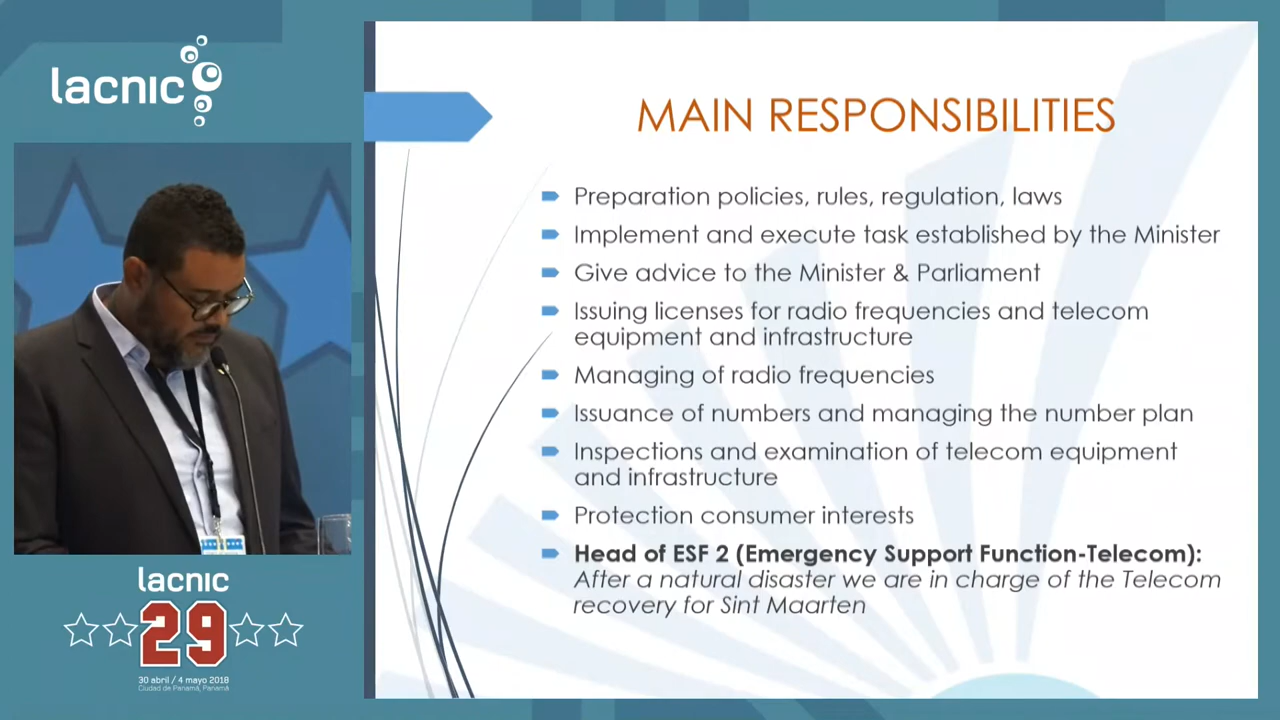 lacnic
MAIN RESPONSIBILITIES
Preparation policies, rules, regulation, laws
Implement and execute task established by the Minister
Give advice to the Minister & Parliament
Issuing licenses for radio frequencies and telecom
equipment and infrastructure
Managing of radio frequencies
Issuance of numbers and managing the number plan
Inspections and examination of telecom equipment
and infrastructure
Protection consumer interests
Head of ESF 2 (Emergency Support Function-Telecom):
After a natural disaster we are in charge of the Telecom
recovery for Sint Maarten
lacnic
29
30 abril / 4 mayo 2018
Ciudad de Panamá, Panamá